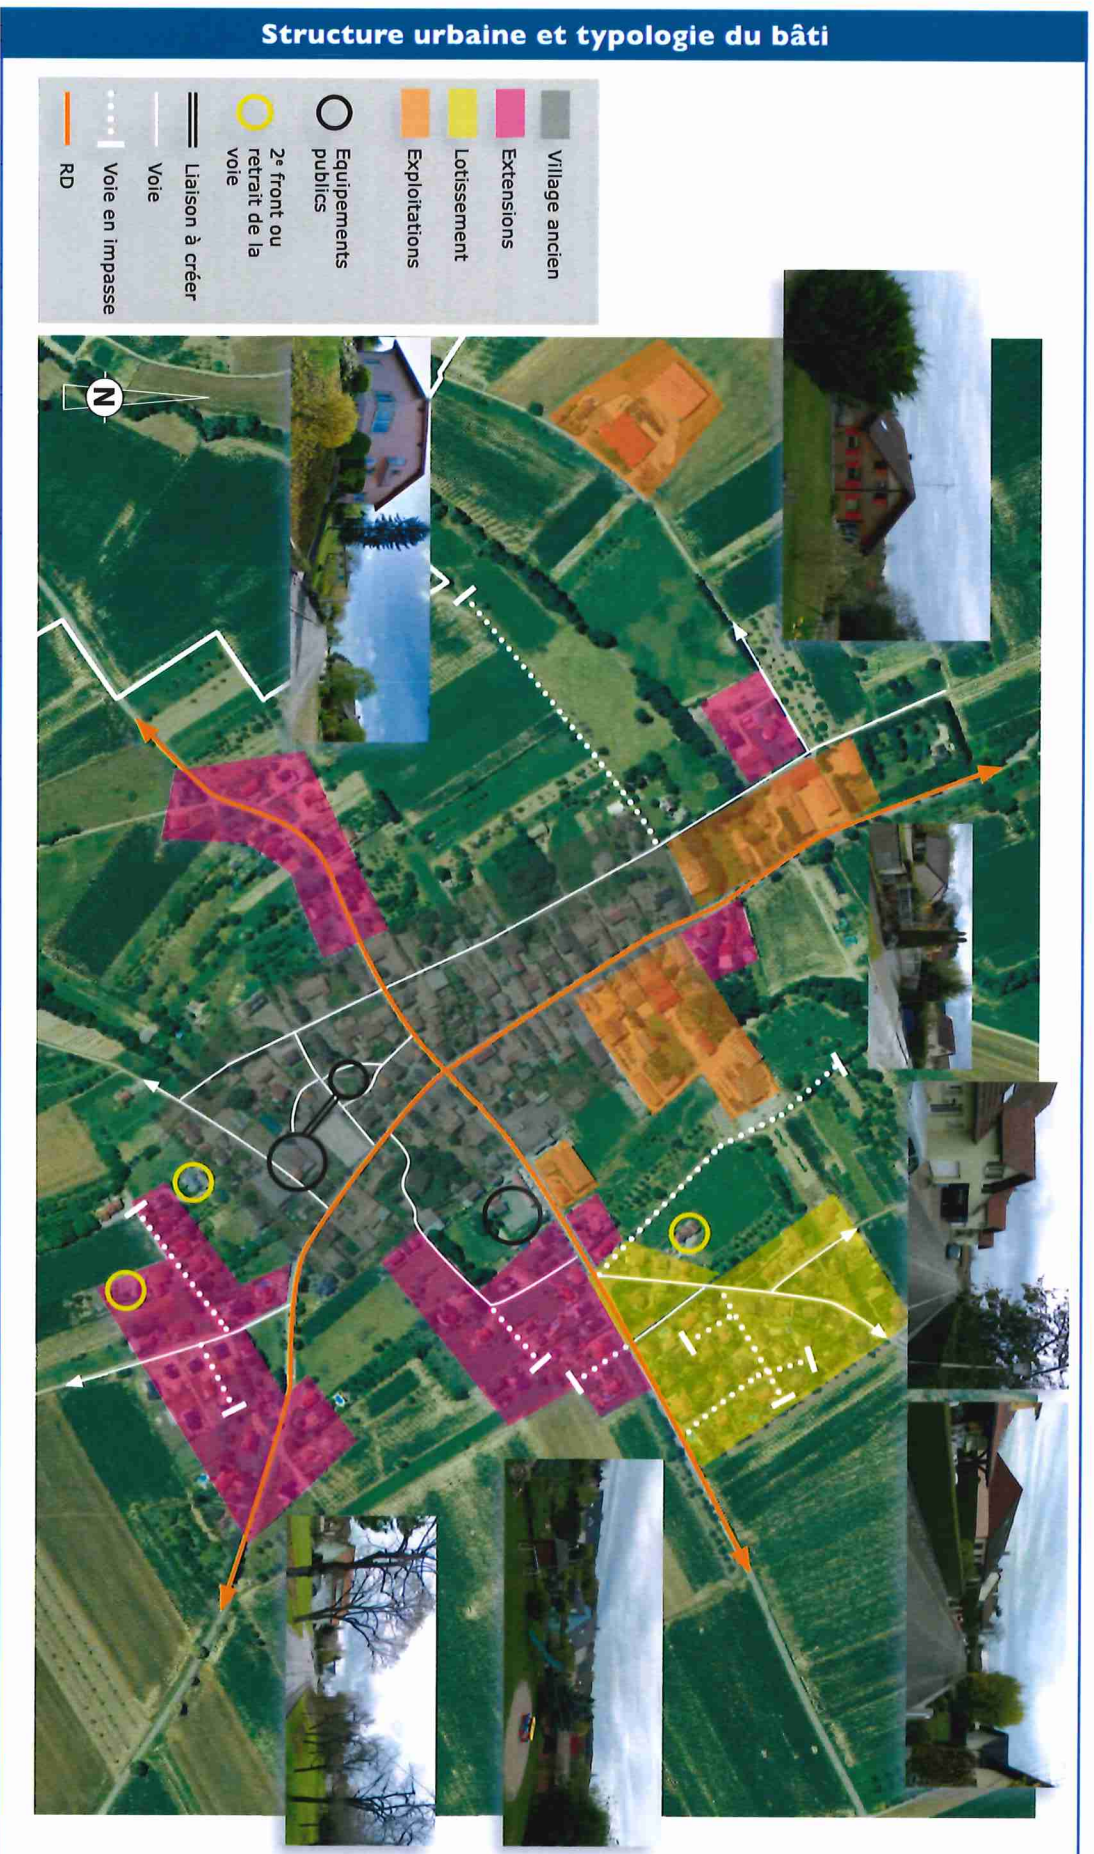 Structure urbaine et typologie du bâti
Village ancien
Extensions
Lotissement
Exploitations
Equipements
publics
2e front ou
retrait de la
voie
Liaison à créer
Voie
Voie en impasse
RD
N